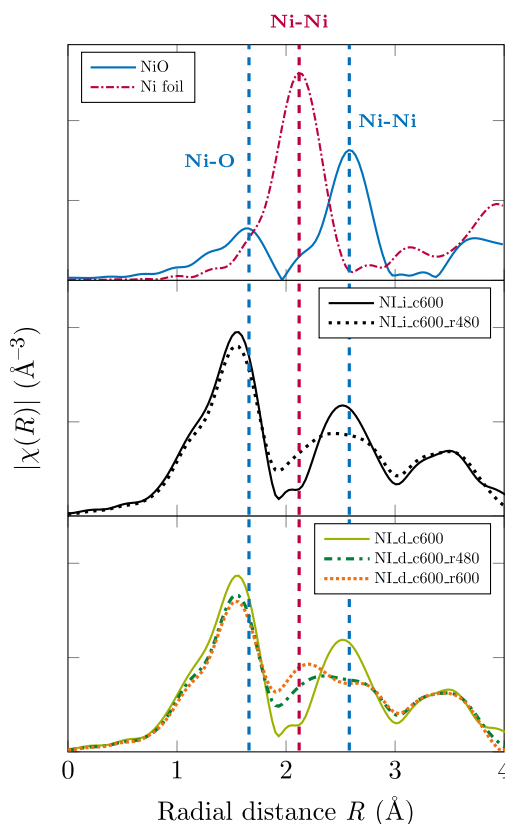 Ni-Ni
NiO
Ni foil
Ni-Ni
Ni-O
NI_i_c600
NI_i_c600_r480
|χ(R)| (Å⁻³)
NI_d_c600
NI_d_c600_r480
NI_d_c600_r600
0 1 2 3 4
Radial distance R (Å)